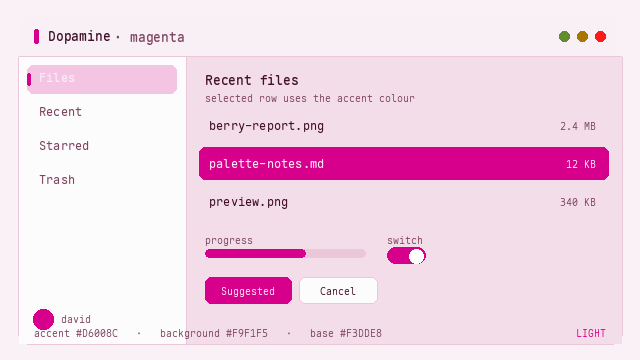 Dopamine · magenta
Files
Recent
Starred
Trash
david
Recent files
selected row uses the accent colour
berry-report.png 2.4 MB
palette-notes.md 12 KB
preview.png 340 KB
progress switch
Suggested Cancel
accent #D6008C · background #F9F1F5 · base #F3DDE8 LIGHT